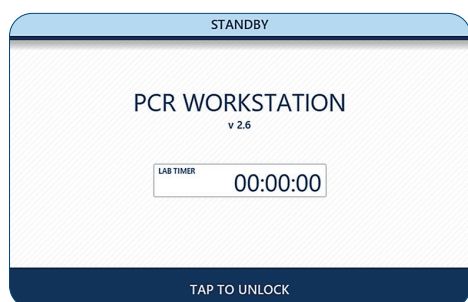 STANDBY
PCR WORKSTATION
v 2.6
LAB TIMER
00:00:00
TAP TO UNLOCK